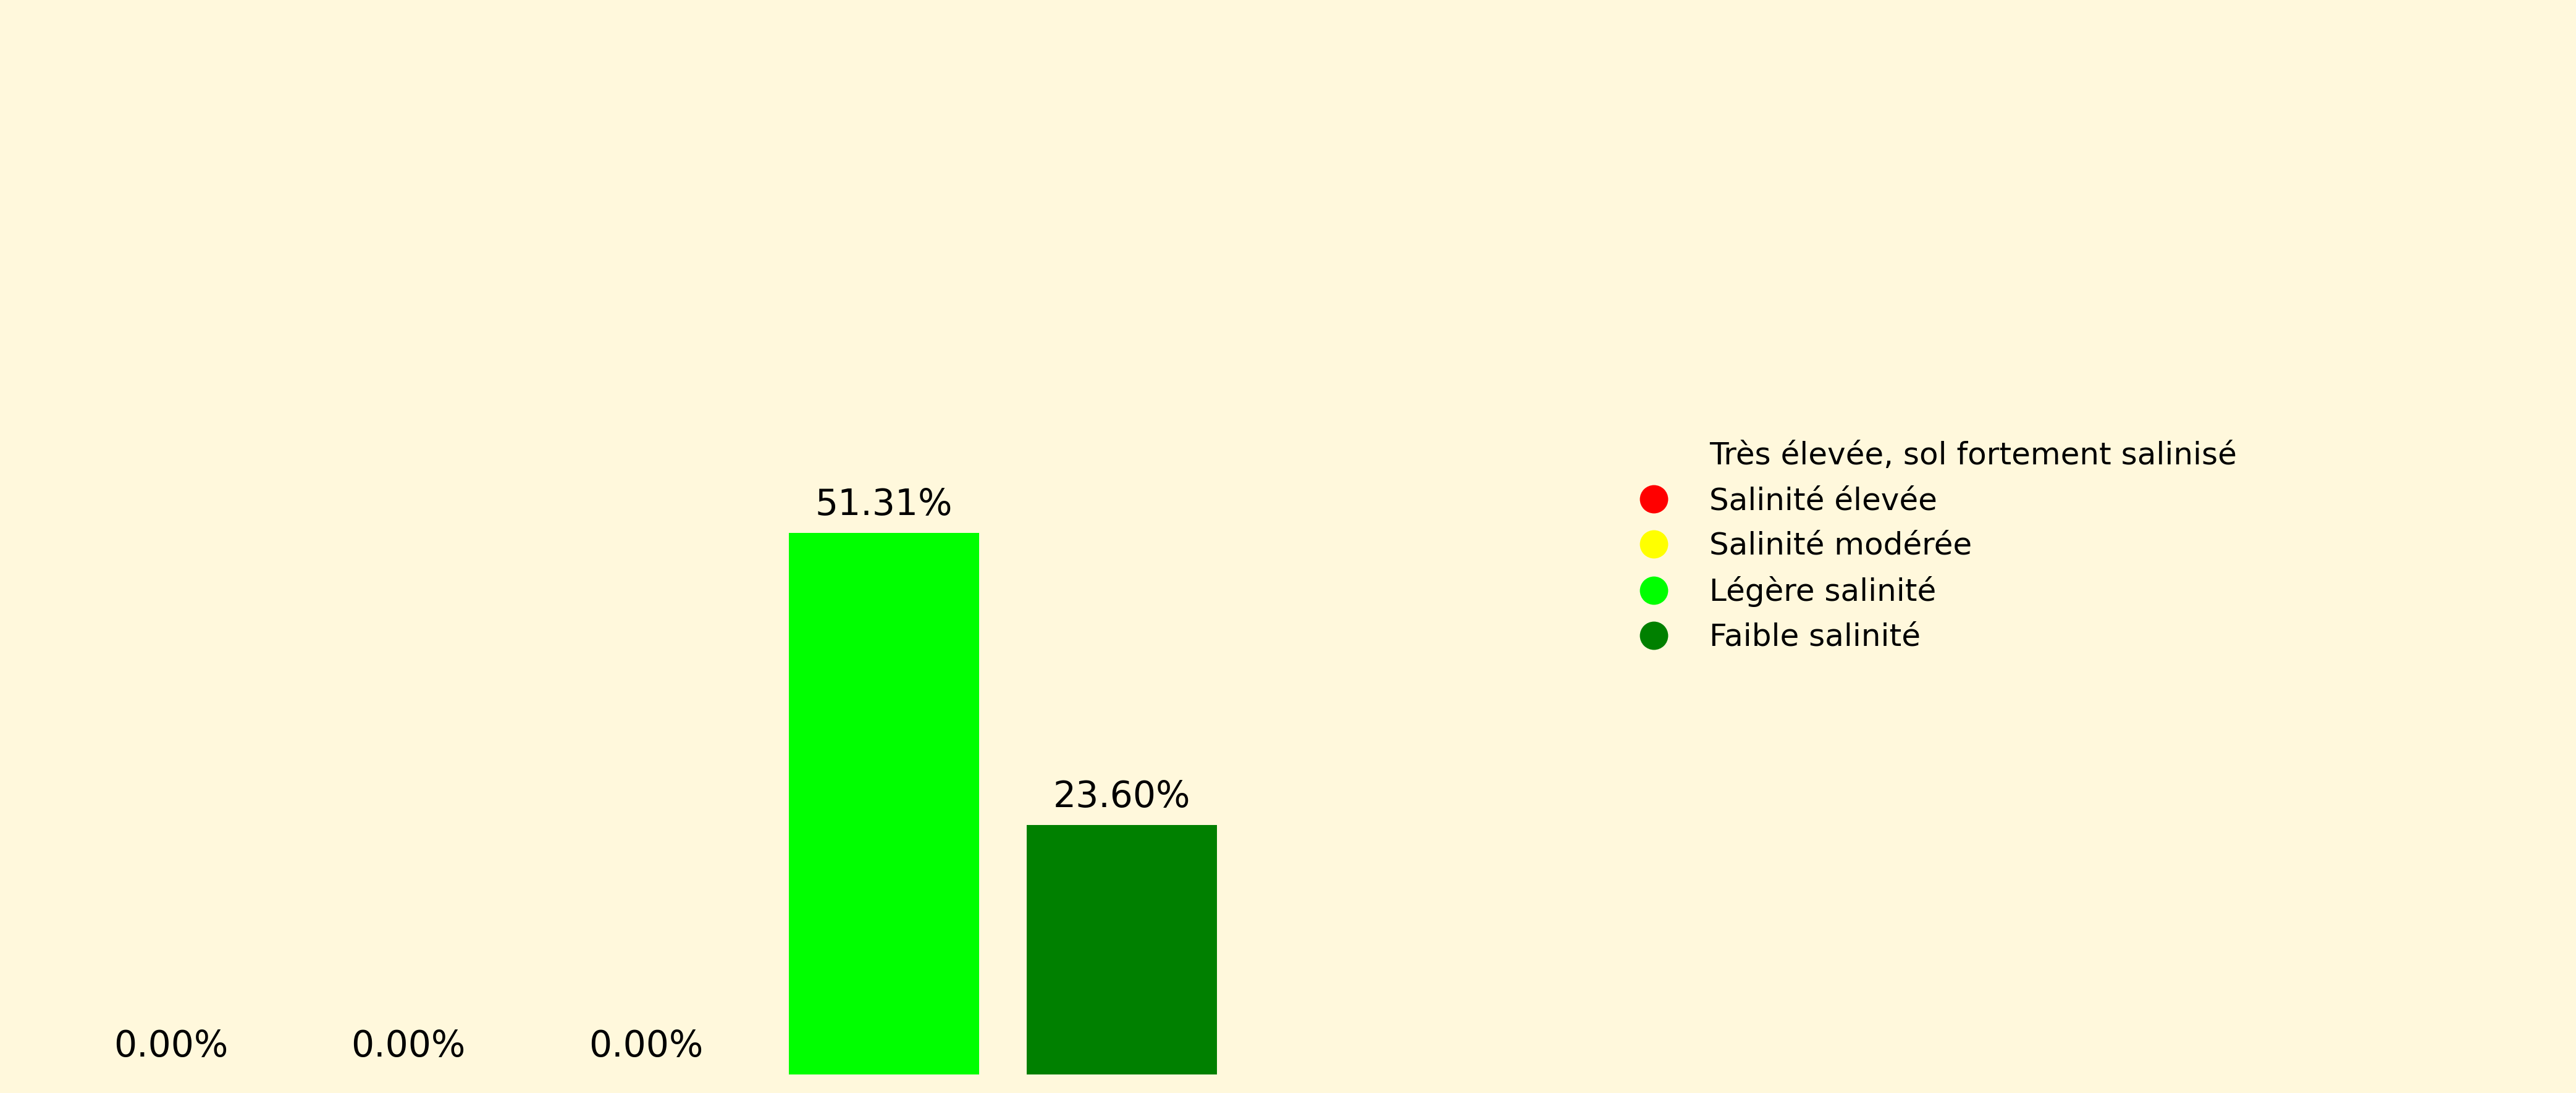 51.31%
23.60%
0.00%
0.00%
0.00%
Très élevée, sol fortement salinisé
Salinité élevée
Salinité modérée
Légère salinité
Faible salinité